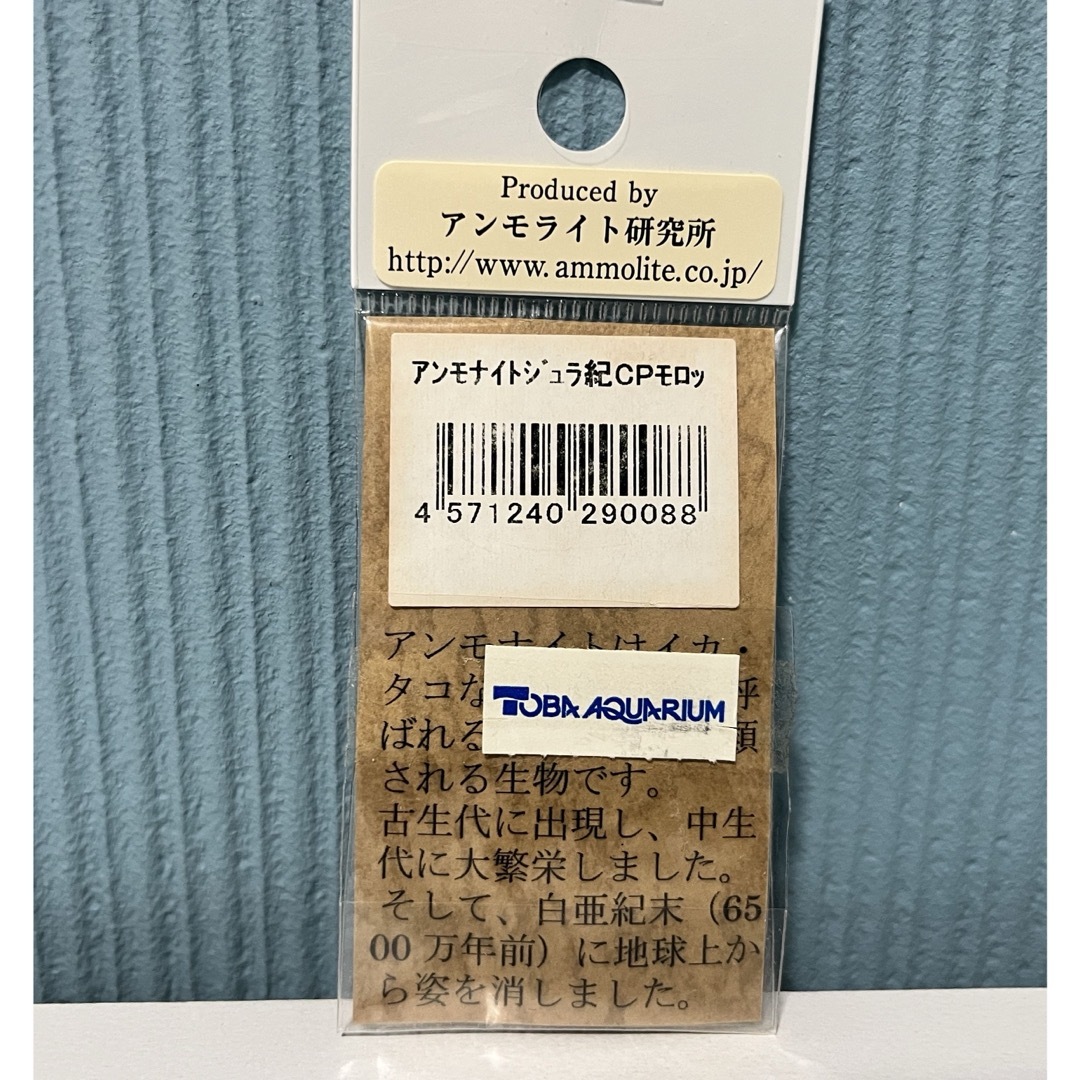 Produced by
アンモライト研究所
http://www.ammolite.co.jp/
アンモナイトジュラ紀CPモロッ
4 571240 290088
アンモナイトはイカ・
タコな 呼
TOBA AQUARIUM
ばれる 類
される生物です。
古生代に出現し、中生
代に大繁栄しました。
そして、白亜紀末（65
00 万年前）に地球上か
ら姿を消しました。